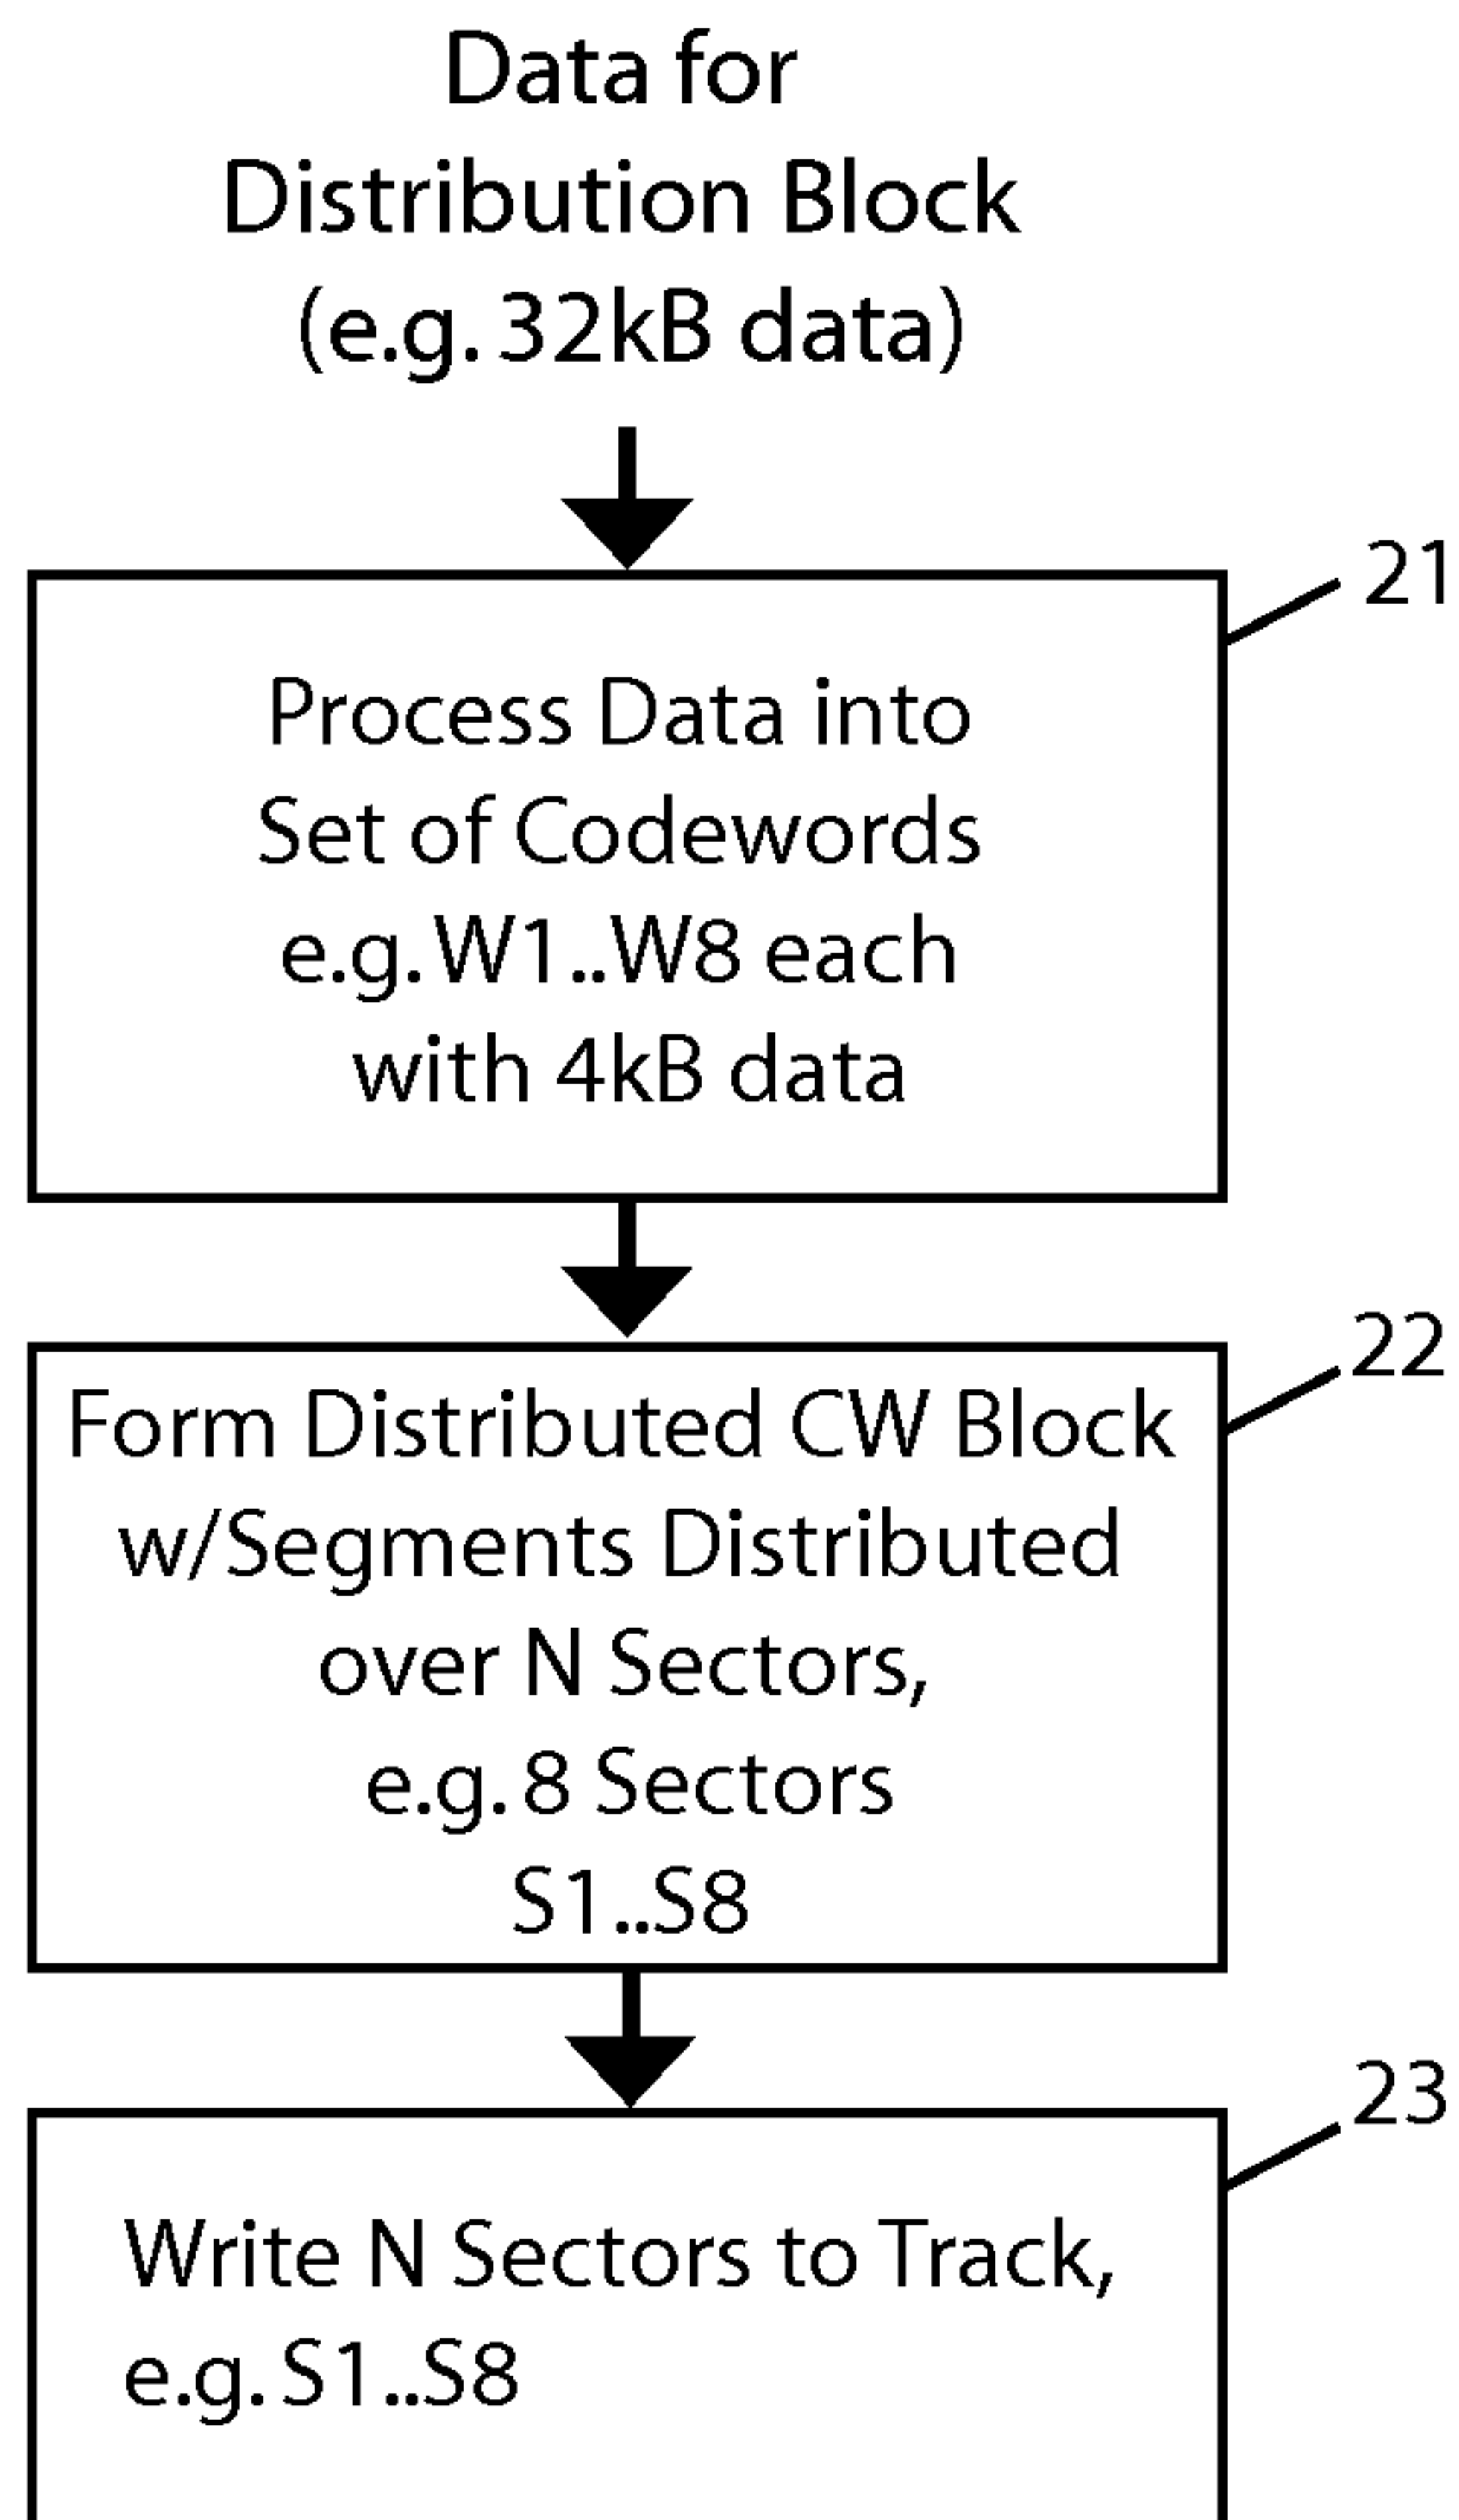 Data for
Distribution Block
(e.g. 32kB data)
21
Process Data into
Set of Codewords
e.g. W1..W8 each
with 4kB data
22
Form Distributed CW Block
w/Segments Distributed
over N Sectors,
e.g. 8 Sectors
S1..S8
23
Write N Sectors to Track,
e.g. S1..S8